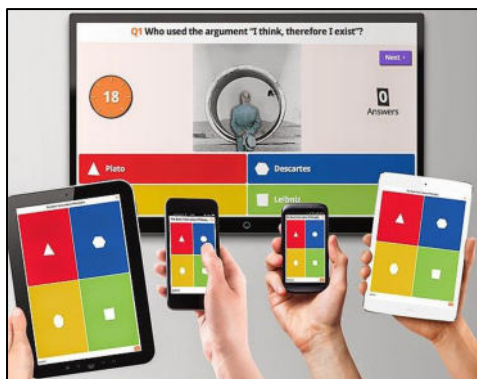 Q1 Who used the argument "I think, therefore I exist"?
Next ›
18
0
Answers
Plato
Descartes
Leibniz